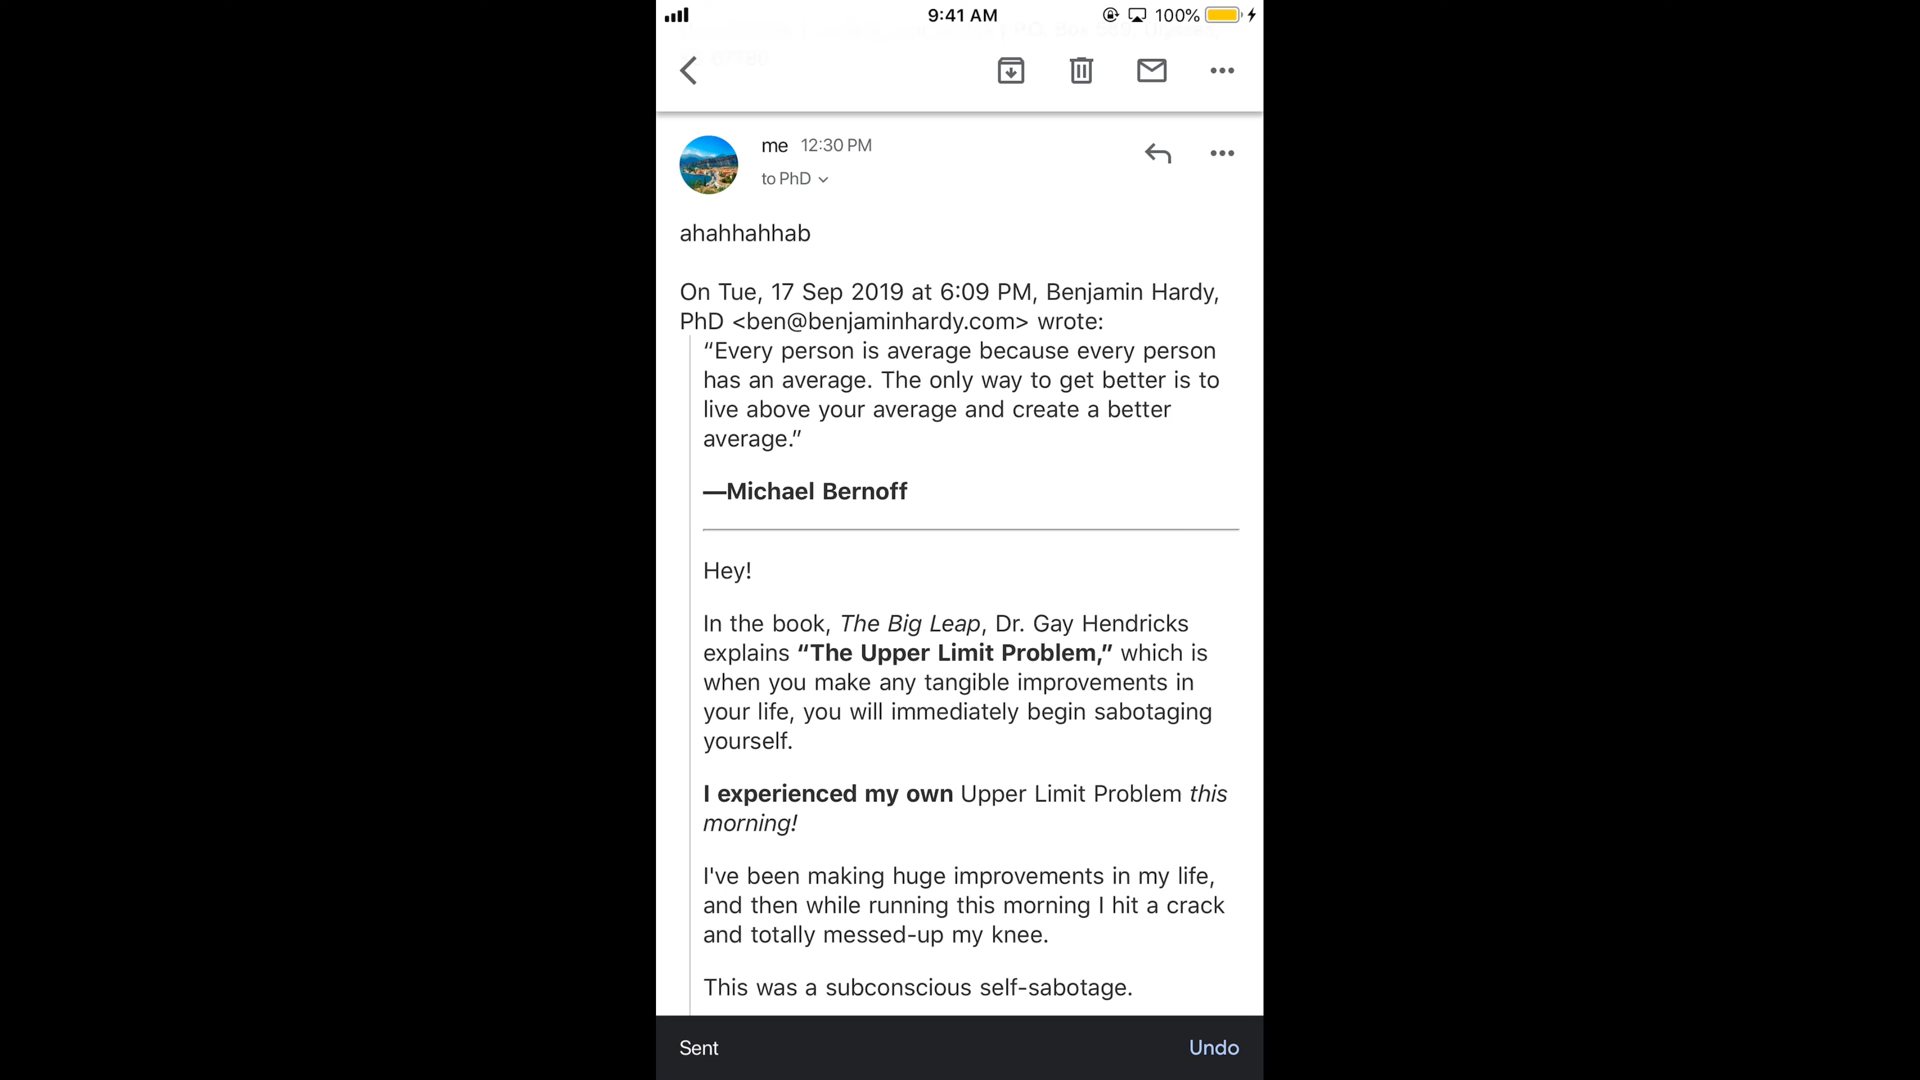 9:41 AM
100%
me 12:30 PM
to PhD
ahahhahhab
On Tue, 17 Sep 2019 at 6:09 PM, Benjamin Hardy,
PhD <ben@benjaminhardy.com> wrote:
“Every person is average because every person
has an average. The only way to get better is to
live above your average and create a better
average.”
—Michael Bernoff
Hey!
In the book, The Big Leap, Dr. Gay Hendricks
explains “The Upper Limit Problem,” which is
when you make any tangible improvements in
your life, you will immediately begin sabotaging
yourself.
I experienced my own Upper Limit Problem this
morning!
I've been making huge improvements in my life,
and then while running this morning I hit a crack
and totally messed-up my knee.
This was a subconscious self-sabotage.
Sent Undo